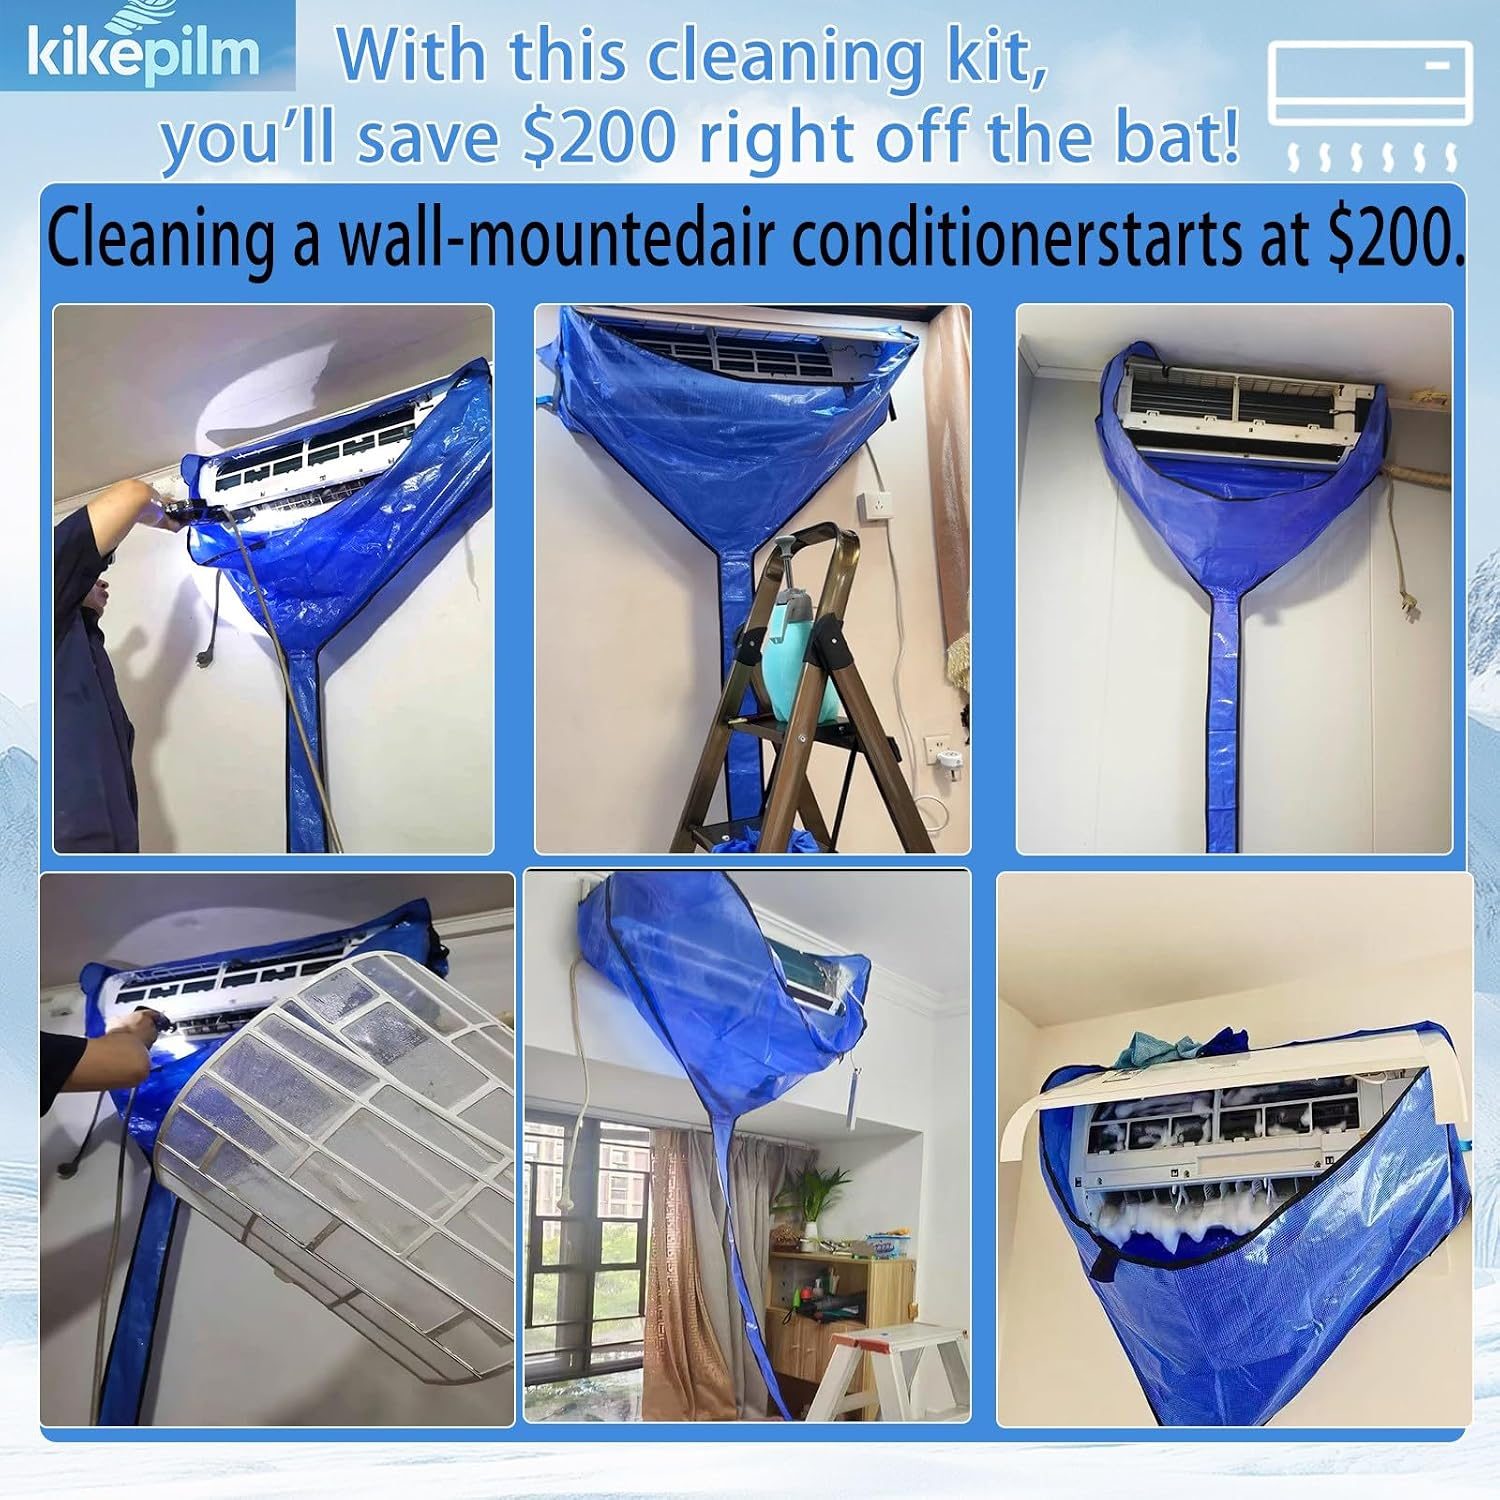 kikepilm
With this cleaning kit,
you'll save $200 right off the bat!
Cleaning a wall-mountedair conditionerstarts at $200.